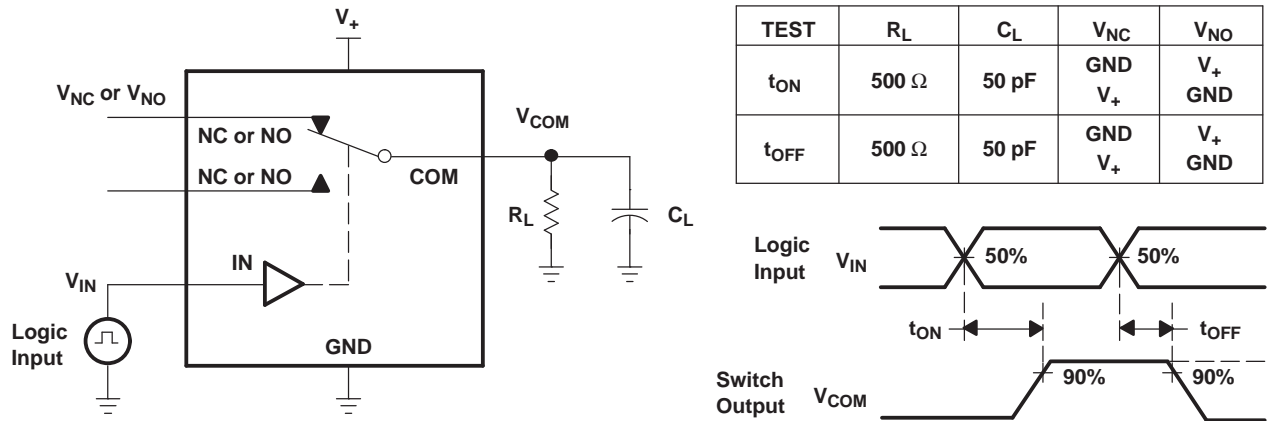 V+
VNC or VNO
NC or NO
NC or NO
COM
VCOM
RL
CL
IN
VIN
Logic
Input
GND
TEST RL CL VNC VNO
tON 500 Ω 50 pF GND V+
V+ GND
tOFF 500 Ω 50 pF GND V+
V+ GND
Logic
Input
VIN
50% 50%
tON tOFF
Switch
Output
VCOM
90% 90%